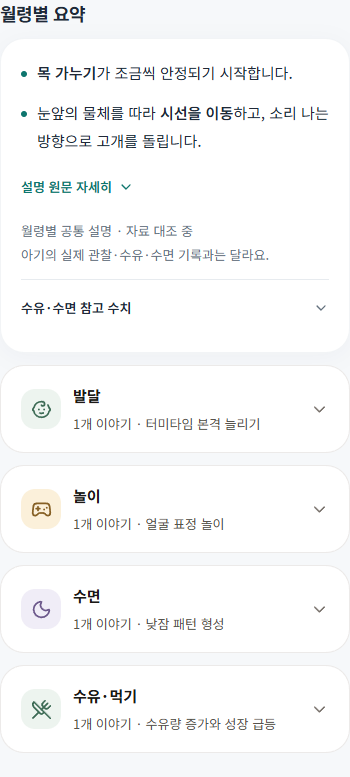 월령별 요약
목 가누기가 조금씩 안정되기 시작합니다.
눈앞의 물체를 따라 시선을 이동하고, 소리 나는
방향으로 고개를 돌립니다.
설명 원문 자세히
월령별 공통 설명 · 자료 대조 중
아기의 실제 관찰·수유·수면 기록과는 달라요.
수유·수면 참고 수치
발달
1개 이야기 · 터미타임 본격 늘리기
놀이
1개 이야기 · 얼굴 표정 놀이
수면
1개 이야기 · 낮잠 패턴 형성
수유·먹기
1개 이야기 · 수유량 증가와 성장 급등